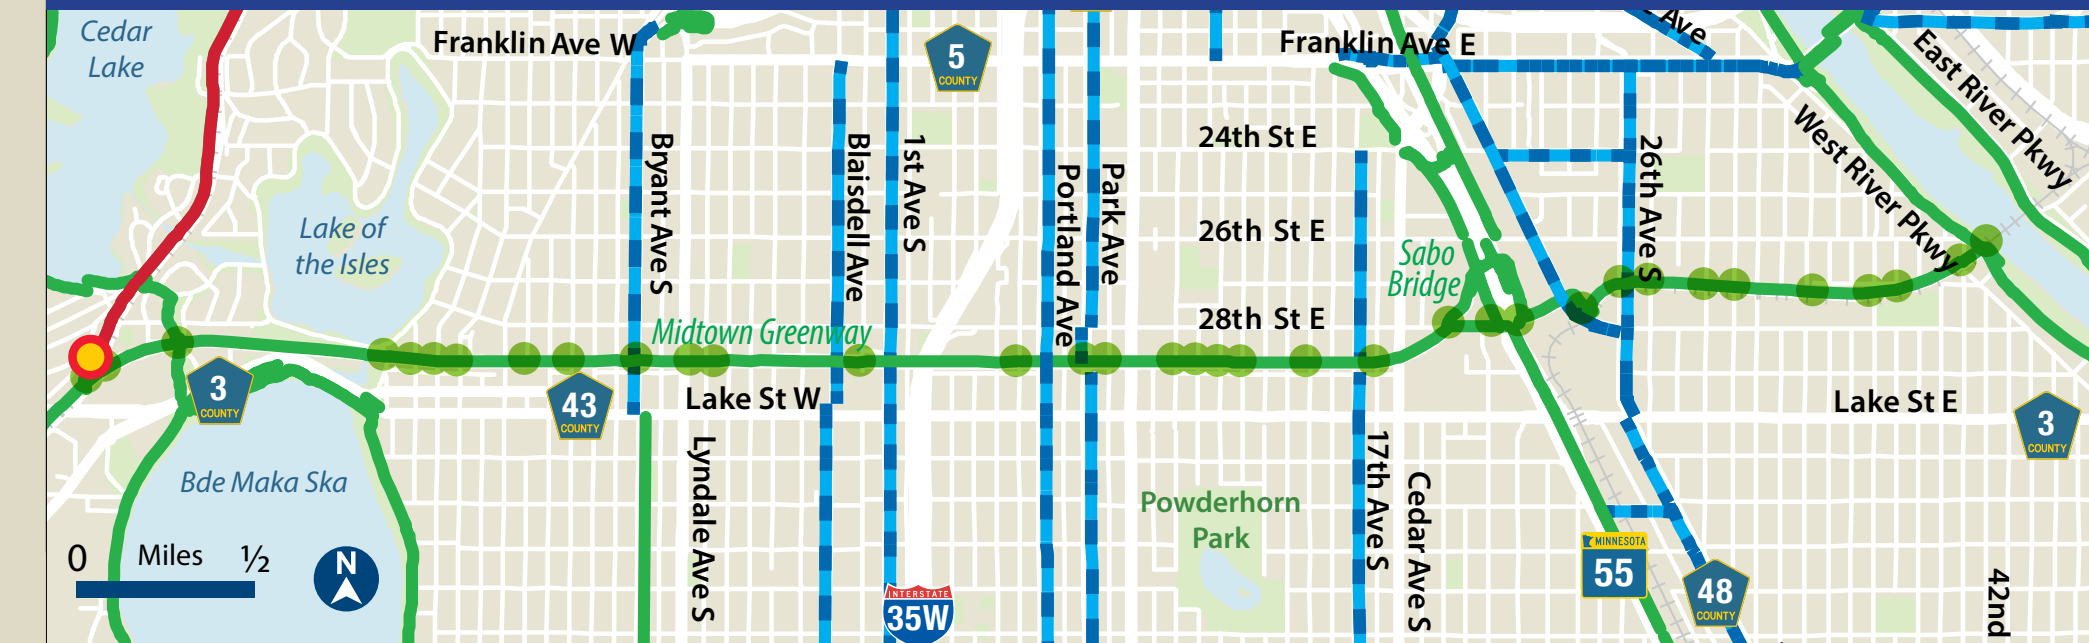 Cedar
Lake
Franklin Ave W
5
COUNTY
Franklin Ave E
Ave
East River Pkwy
West River Pkwy
24th St E
26th St E
28th St E
Bryant Ave S
Blaisdell Ave
1st Ave S
Portland Ave
Park Ave
26th Ave S
Lake of
the Isles
Sabo
Bridge
Midtown Greenway
3
COUNTY
43
COUNTY
Lake St W
Lake St E
3
COUNTY
Bde Maka Ska
Lyndale Ave S
17th Ave S
Cedar Ave S
Powderhorn
Park
0 Miles ½
N
INTERSTATE
35W
MINNESOTA
55
48
COUNTY
42nd